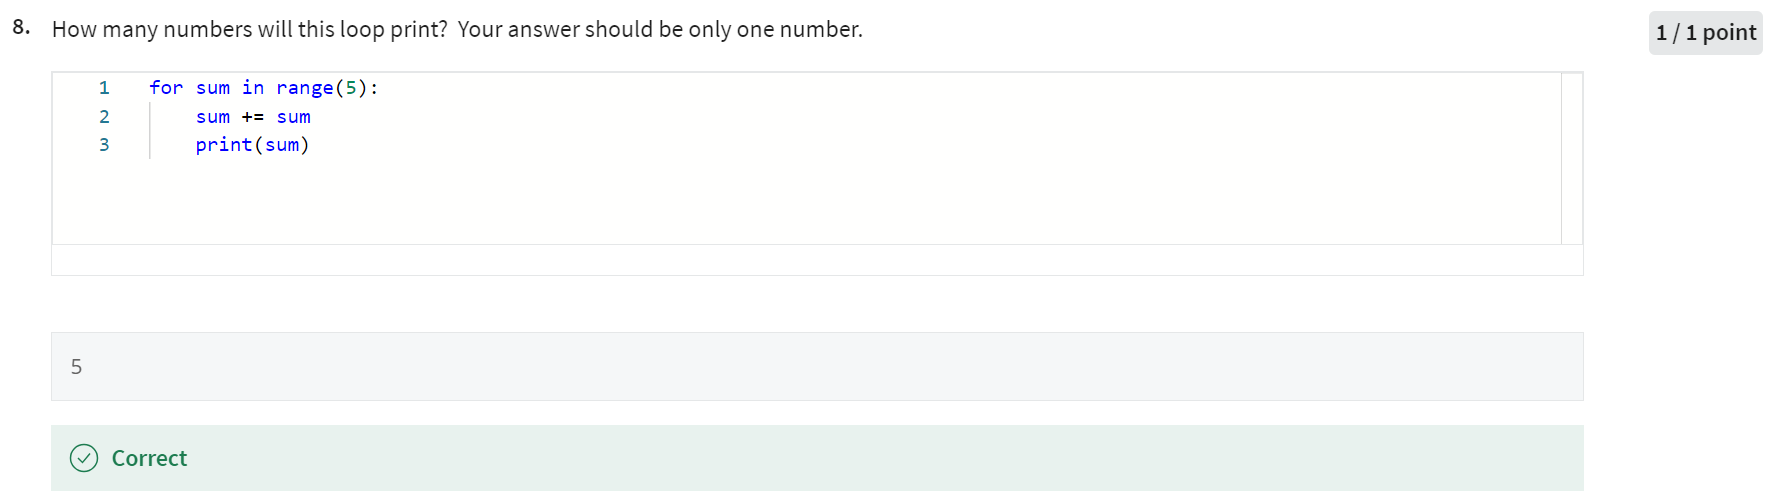 8. How many numbers will this loop print? Your answer should be only one number.
1 / 1 point
1 for sum in range(5):
2     sum += sum
3     print(sum)
5
Correct